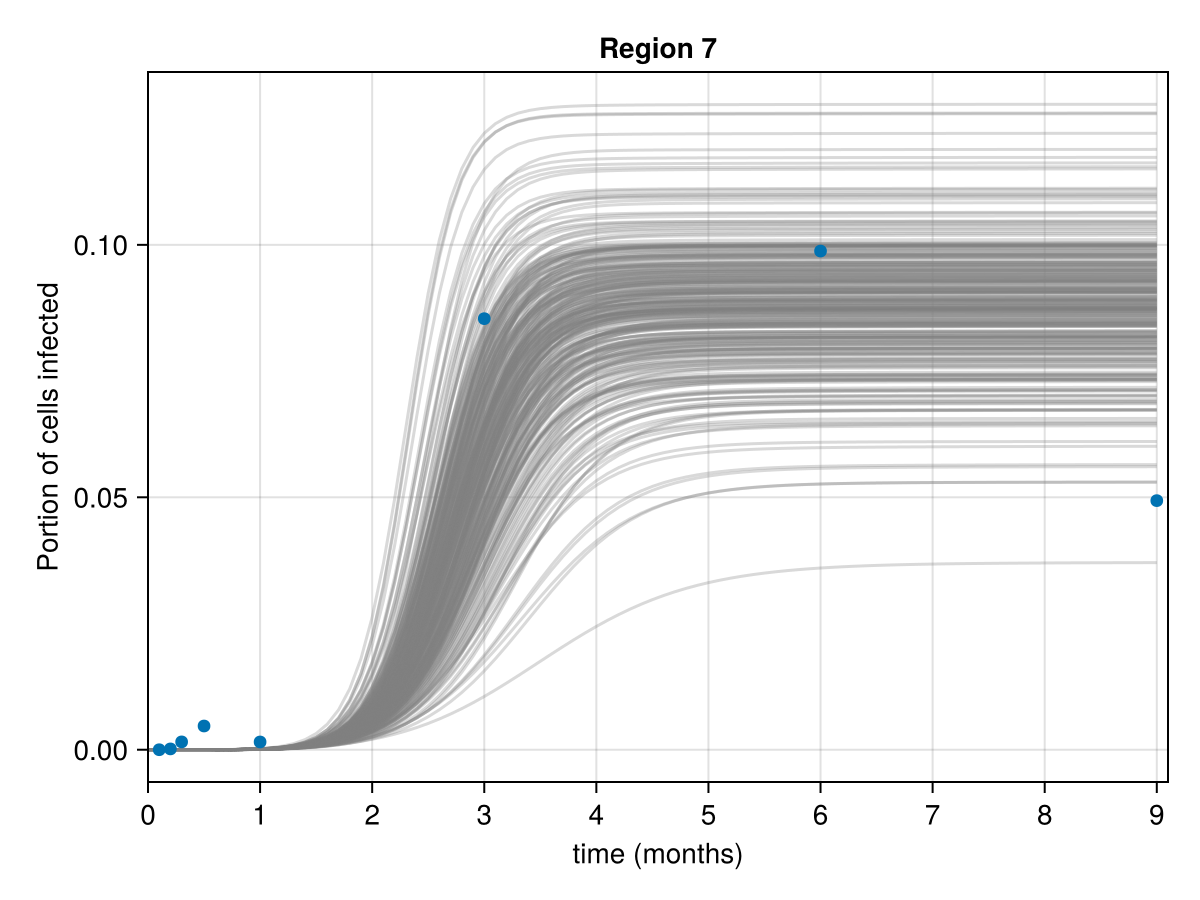 Region 7
Portion of cells infected
0.10
0.05
0.00
0 1 2 3 4 5 6 7 8 9
time (months)